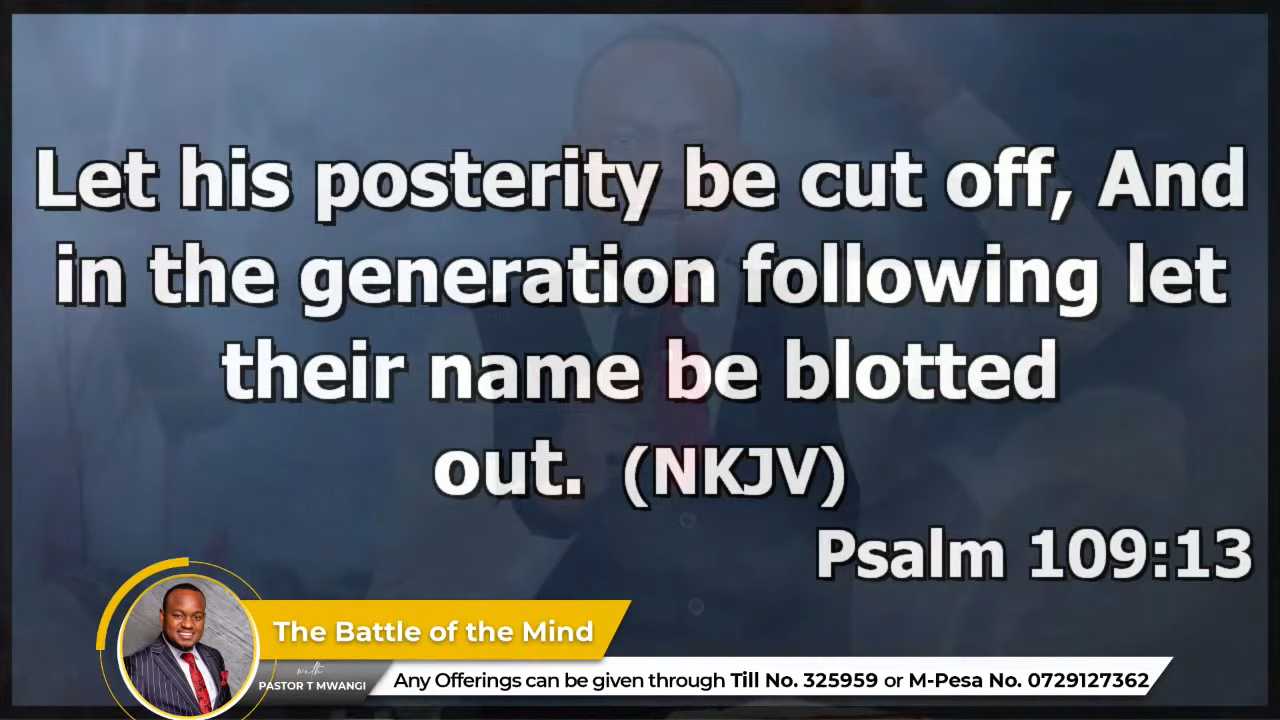 Let his posterity be cut off, And
in the generation following let
their name be blotted
out. (NKJV)
Psalm 109:13
The Battle of the Mind
with
PASTOR T MWANGI
Any Offerings can be given through Till No. 325959 or M-Pesa No. 0729127362